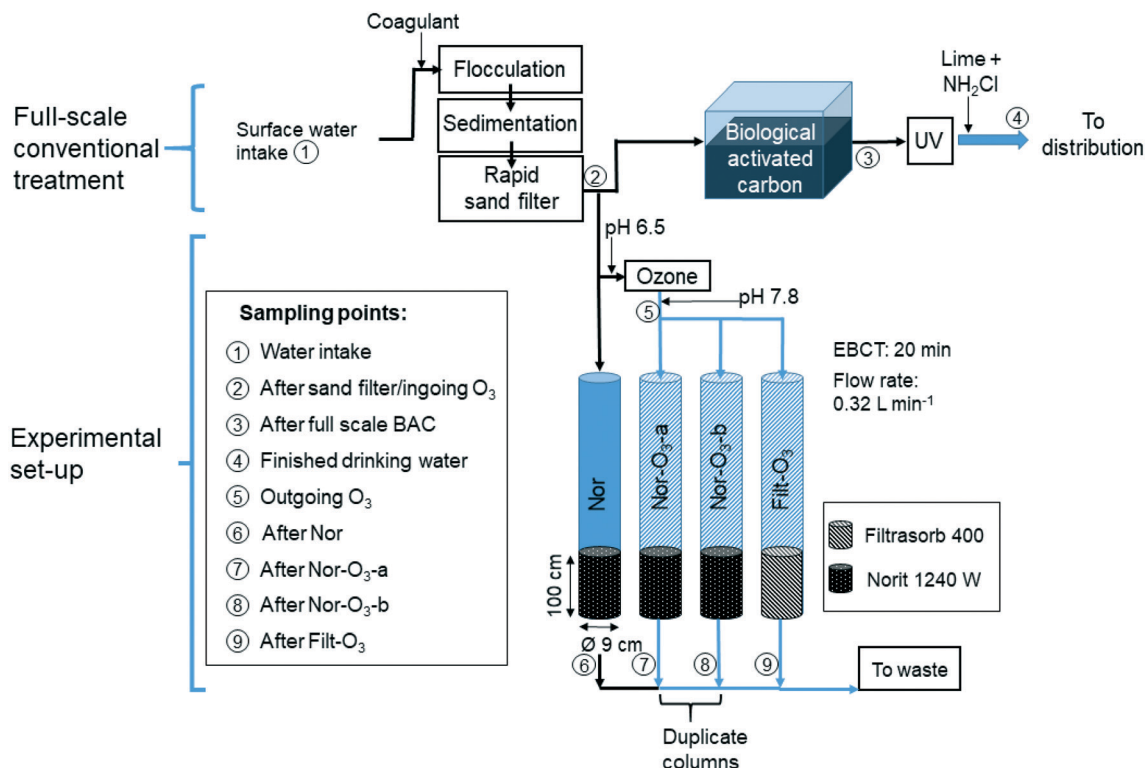 Coagulant
Flocculation
Sedimentation
Rapid
sand filter
Full-scale
conventional
treatment
Surface water
intake ①
②
Biological
activated
carbon
③
UV
Lime +
NH₂Cl
④
To
distribution
pH 6.5
Ozone
⑤
pH 7.8
Experimental
set-up
Sampling points:
① Water intake
② After sand filter/ingoing O₃
③ After full scale BAC
④ Finished drinking water
⑤ Outgoing O₃
⑥ After Nor
⑦ After Nor-O₃-a
⑧ After Nor-O₃-b
⑨ After Filt-O₃
EBCT: 20 min
Flow rate:
0.32 L min⁻¹
Nor
Nor-O₃-a
Nor-O₃-b
Filt-O₃
100 cm
Ø 9 cm
Filtrasorb 400
Norit 1240 W
⑥
⑦
⑧
⑨
To waste
Duplicate
columns